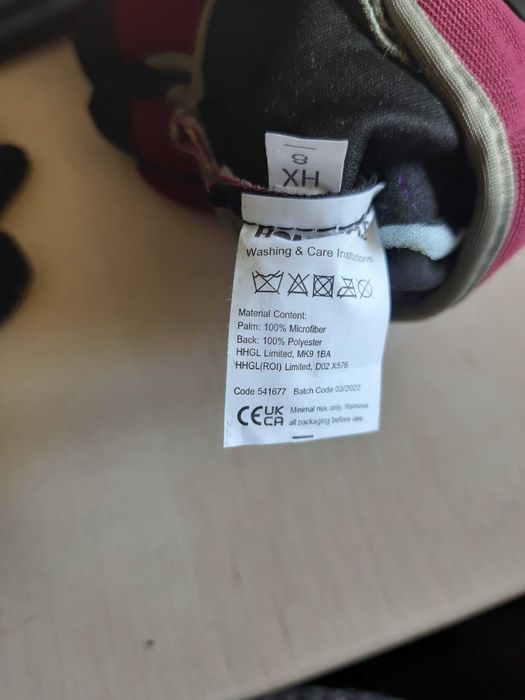 8
HX
Washing & Care Instructions
Material Content:
Palm: 100% Microfiber
Back: 100% Polyester
HHGL Limited, MK9 1BA
HHGL(ROI) Limited, D02 X576
Code 541677 Batch Code 03/2022
CE UK Minimal risk only. Remove
CA all packaging before use.